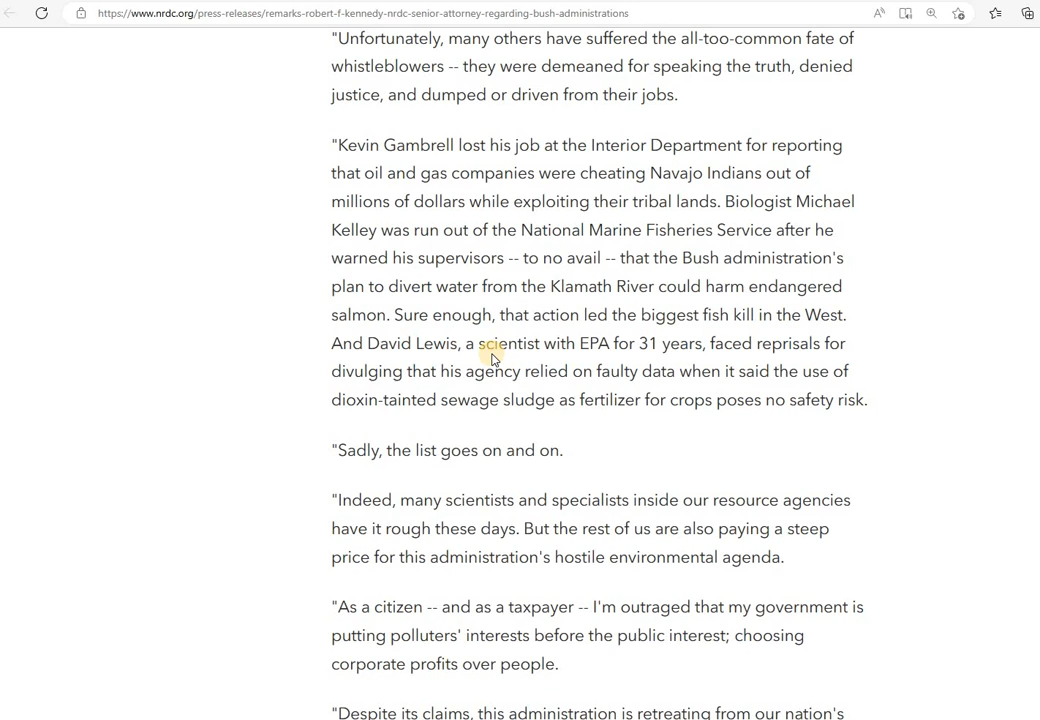 https://www.nrdc.org/press-releases/remarks-robert-f-kennedy-nrdc-senior-attorney-regarding-bush-administrations
"Unfortunately, many others have suffered the all-too-common fate of
whistleblowers -- they were demeaned for speaking the truth, denied
justice, and dumped or driven from their jobs.
"Kevin Gambrell lost his job at the Interior Department for reporting
that oil and gas companies were cheating Navajo Indians out of
millions of dollars while exploiting their tribal lands. Biologist Michael
Kelley was run out of the National Marine Fisheries Service after he
warned his supervisors -- to no avail -- that the Bush administration's
plan to divert water from the Klamath River could harm endangered
salmon. Sure enough, that action led the biggest fish kill in the West.
And David Lewis, a scientist with EPA for 31 years, faced reprisals for
divulging that his agency relied on faulty data when it said the use of
dioxin-tainted sewage sludge as fertilizer for crops poses no safety risk.
"Sadly, the list goes on and on.
"Indeed, many scientists and specialists inside our resource agencies
have it rough these days. But the rest of us are also paying a steep
price for this administration's hostile environmental agenda.
"As a citizen -- and as a taxpayer -- I'm outraged that my government is
putting polluters' interests before the public interest; choosing
corporate profits over people.
"Despite its claims, this administration is retreating from our nation's